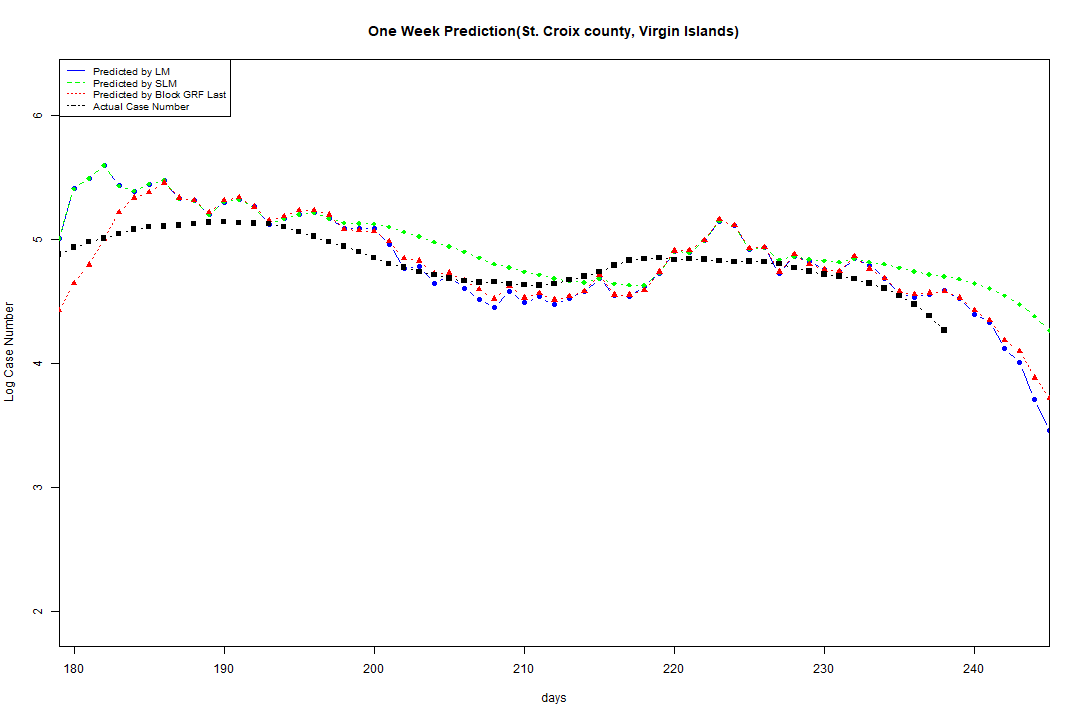 One Week Prediction(St. Croix county, Virgin Islands)
Predicted by LM
Predicted by SLM
Predicted by Block GRF Last
Actual Case Number
6
5
4
3
2
Log Case Number
180 190 200 210 220 230 240
days